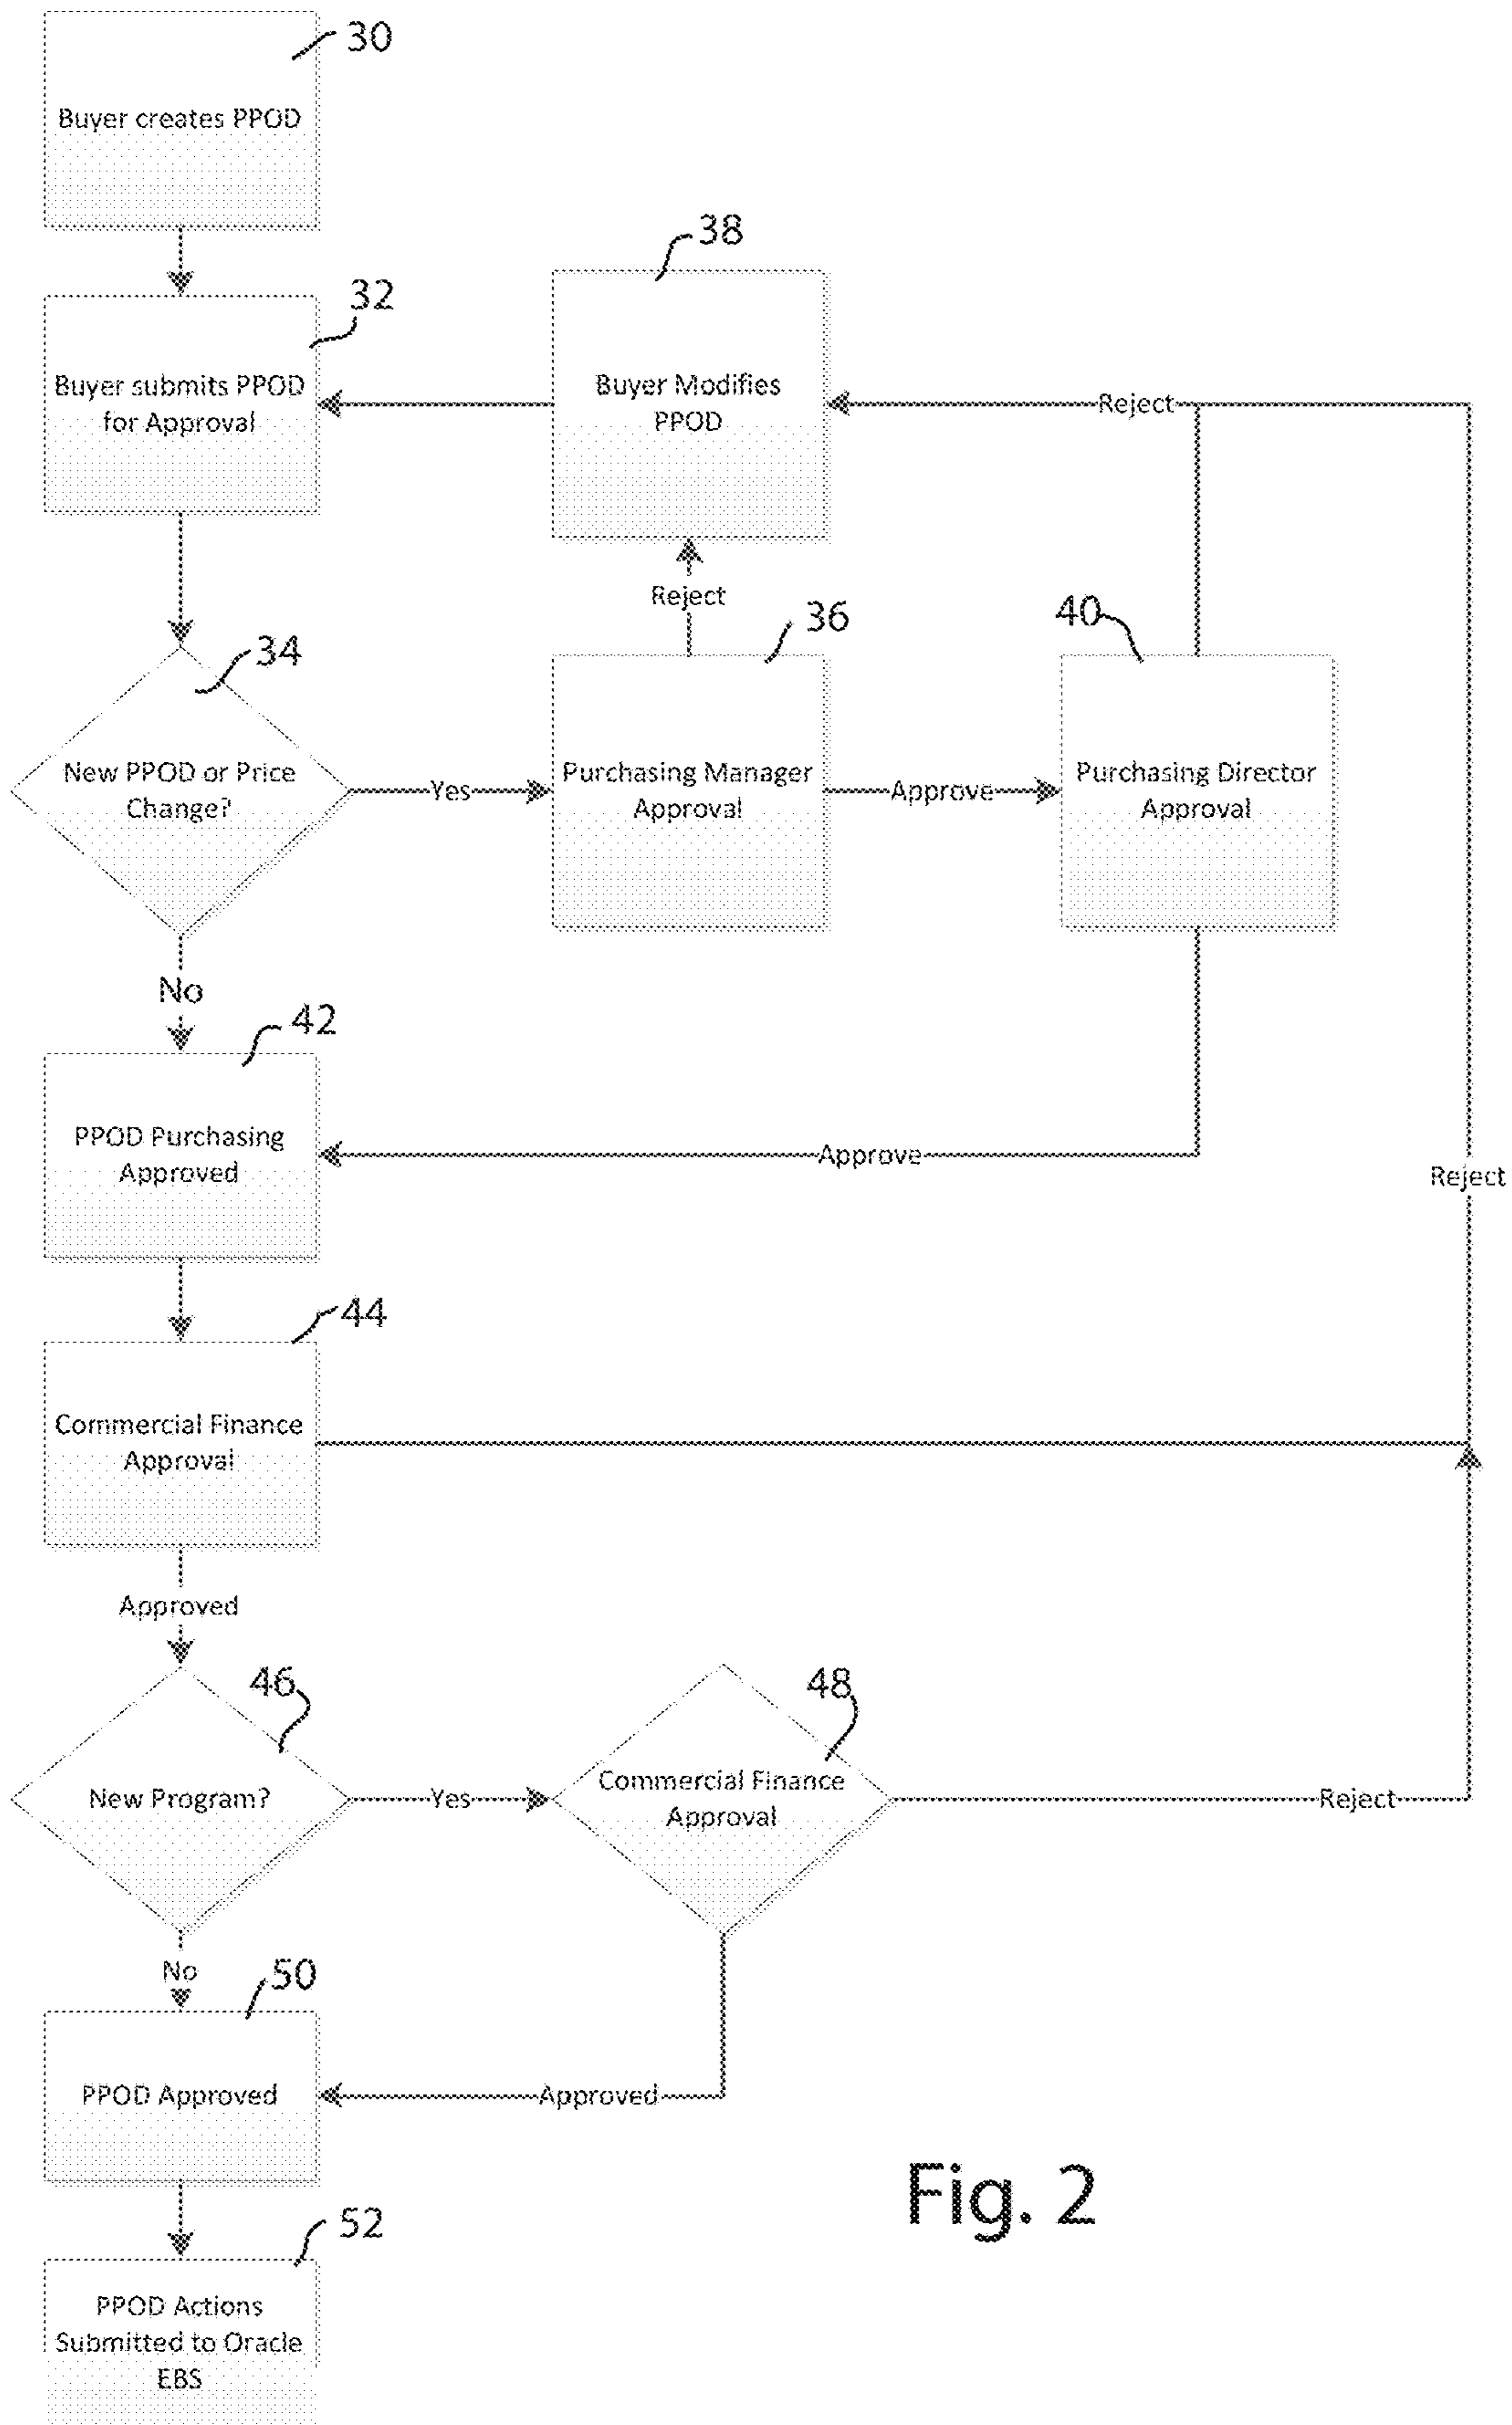 30
Buyer creates PPOD
38
32
Buyer submits PPOD
for Approval
Buyer Modifies
PPOD
Reject
Reject
36
40
34
New PPOD or Price
Change?
Yes
Purchasing Manager
Approval
Approve
Purchasing Director
Approval
No
42
PPOD Purchasing
Approved
Approve
Reject
44
Commercial Finance
Approval
Approved
46
48
New Program?
Yes
Commercial Finance
Approval
Reject
No
50
PPOD Approved
Approved
Fig. 2
52
PPOD Actions
Submitted to Oracle
EBS